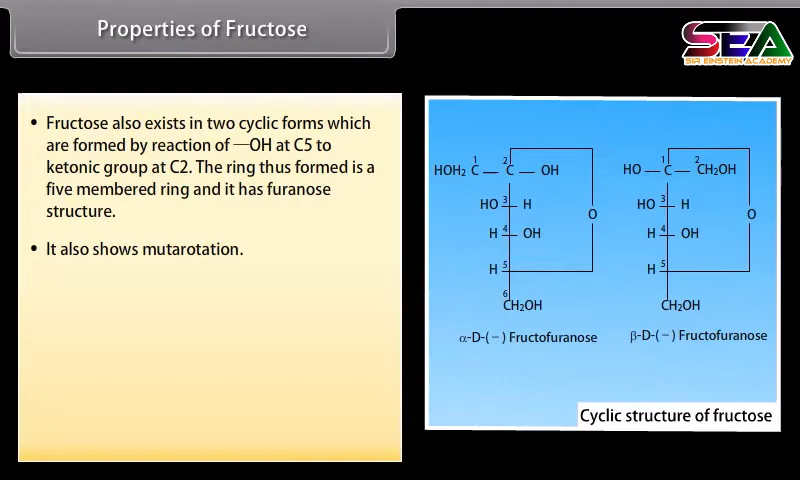 Properties of Fructose
SEA
SIR EINSTEIN ACADEMY
• Fructose also exists in two cyclic forms which
are formed by reaction of —OH at C5 to
ketonic group at C2. The ring thus formed is a
five membered ring and it has furanose
structure.
• It also shows mutarotation.
1 2
HOH₂ C — C — OH
HO 3 H
O
H 4 OH
H 5
6
CH₂OH
α-D-(−) Fructofuranose
1 2
HO — C — CH₂OH
HO 3 H
O
H 4 OH
H 5
CH₂OH
β-D-(−) Fructofuranose
Cyclic structure of fructose